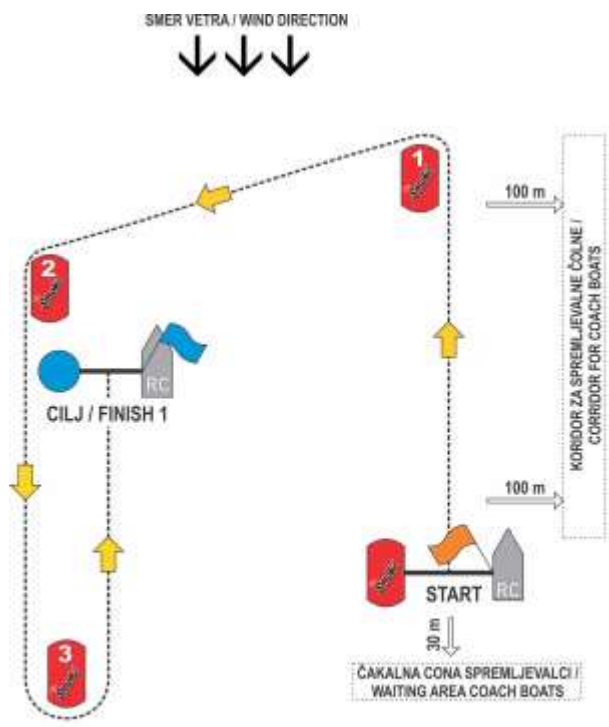 SMER VETRA / WIND DIRECTION
1
100 m
2
KORIDOR ZA SPREMLJEVALNE ČOLNE /
CORRIDOR FOR COACH BOATS
RC
CILJ / FINISH 1
100 m
START
RC
30 m
3
ČAKALNA CONA SPREMLJEVALCI /
WAITING AREA COACH BOATS